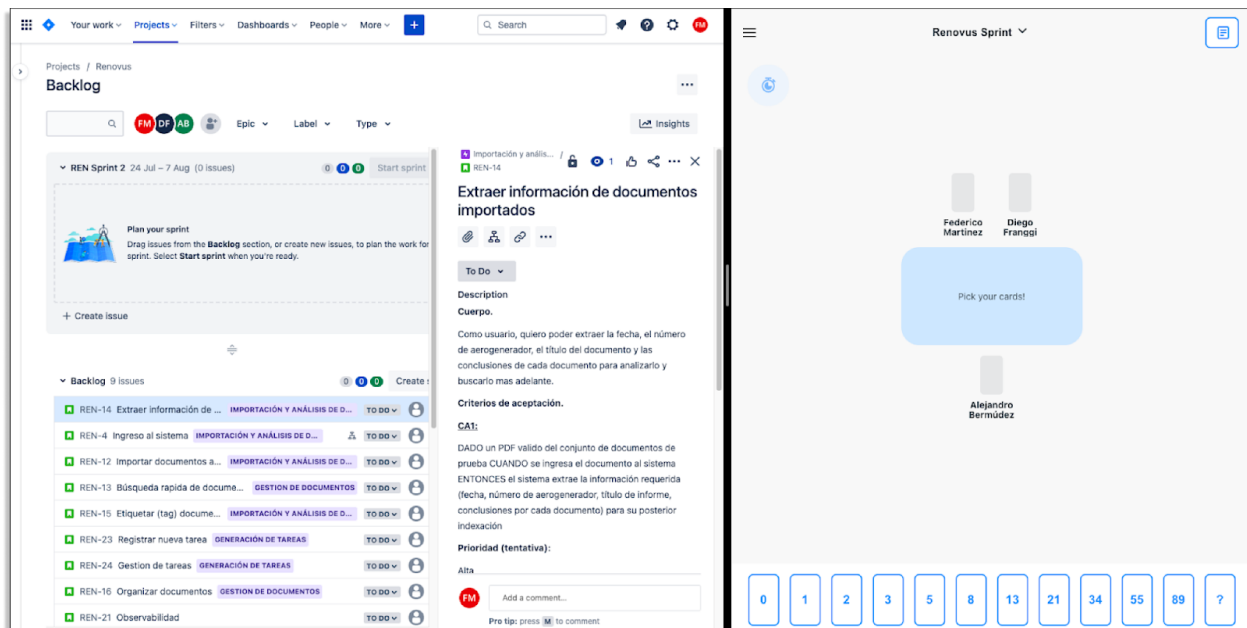 Your work Projects Filters Dashboards People More + Search FM
Projects / Renovus
Backlog
FM DF AB Epic Label Type Insights
REN Sprint 2 24 Jul – 7 Aug (0 issues) 0 0 0 Start sprint
Plan your sprint
Drag issues from the Backlog section, or create new issues, to plan the work for
sprint. Select Start sprint when you're ready.
+ Create issue
Backlog 9 issues 0 0 0 Create
REN-14 Extraer información de ... IMPORTACIÓN Y ANÁLISIS DE D... TO DO
REN-4 Ingreso al sistema IMPORTACIÓN Y ANÁLISIS DE D... TO DO
REN-12 Importar documentos a... IMPORTACIÓN Y ANÁLISIS DE D... TO DO
REN-13 Búsqueda rapida de docume... GESTION DE DOCUMENTOS TO DO
REN-15 Etiquetar (tag) docume... IMPORTACIÓN Y ANÁLISIS DE D... TO DO
REN-23 Registrar nueva tarea GENERACIÓN DE TAREAS TO DO
REN-24 Gestion de tareas GENERACIÓN DE TAREAS TO DO
REN-16 Organizar documentos GESTION DE DOCUMENTOS TO DO
REN-21 Observabilidad TO DO
Importación y anális... / 1
REN-14
Extraer información de documentos
importados
To Do
Description
Cuerpo.
Como usuario, quiero poder extraer la fecha, el número
de aerogenerador, el título del documento y las
conclusiones de cada documento para analizarlo y
buscarlo mas adelante.
Criterios de aceptación.
CA1:
DADO un PDF valido del conjunto de documentos de
prueba CUANDO se ingresa el documento al sistema
ENTONCES el sistema extrae la información requerida
(fecha, número de aerogenerador, título de informe,
conclusiones por cada documento) para su posterior
indexación
Prioridad (tentativa):
Alta
FM Add a comment...
Pro tip: press M to comment
Renovus Sprint
Federico
Martinez
Diego
Franggi
Pick your cards!
Alejandro
Bermúdez
0 1 2 3 5 8 13 21 34 55 89 ?